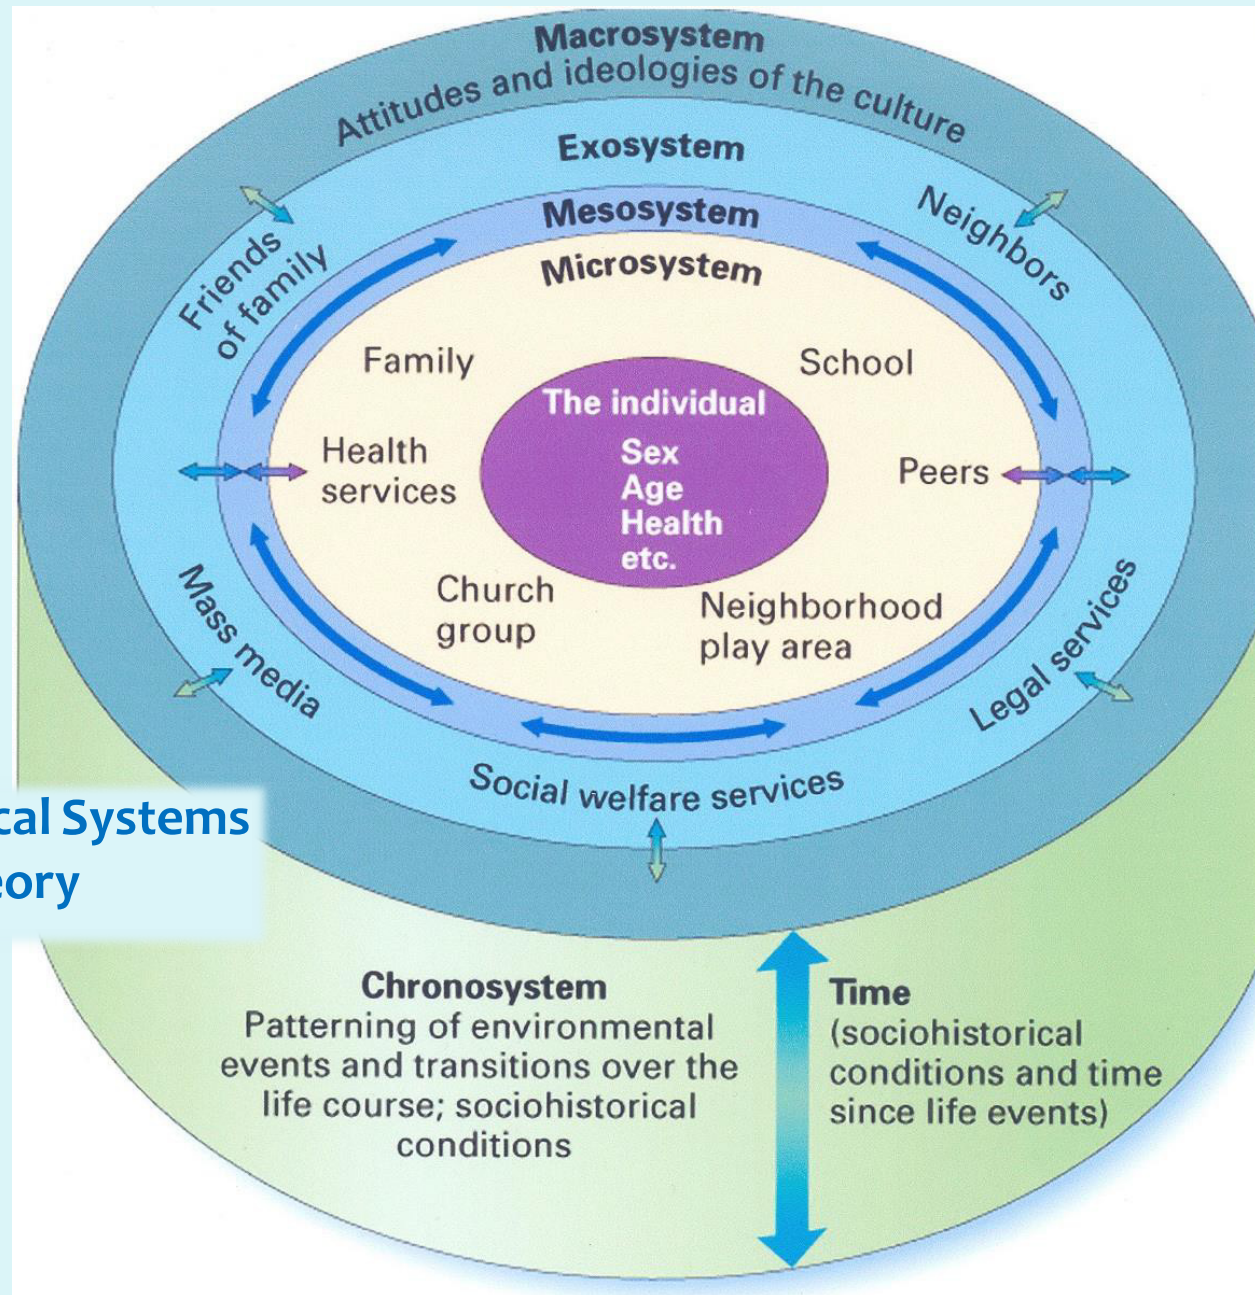 Macrosystem
Attitudes and ideologies of the culture
Exosystem
Mesosystem
Microsystem
Friends
of family
Neighbors
Family
School
The individual
Sex
Age
Health
etc.
Health
services
Peers
Church
group
Neighborhood
play area
Mass media
Legal services
Social welfare services
cal Systems
eory
Chronosystem
Patterning of environmental
events and transitions over the
life course; sociohistorical
conditions
Time
(sociohistorical
conditions and time
since life events)